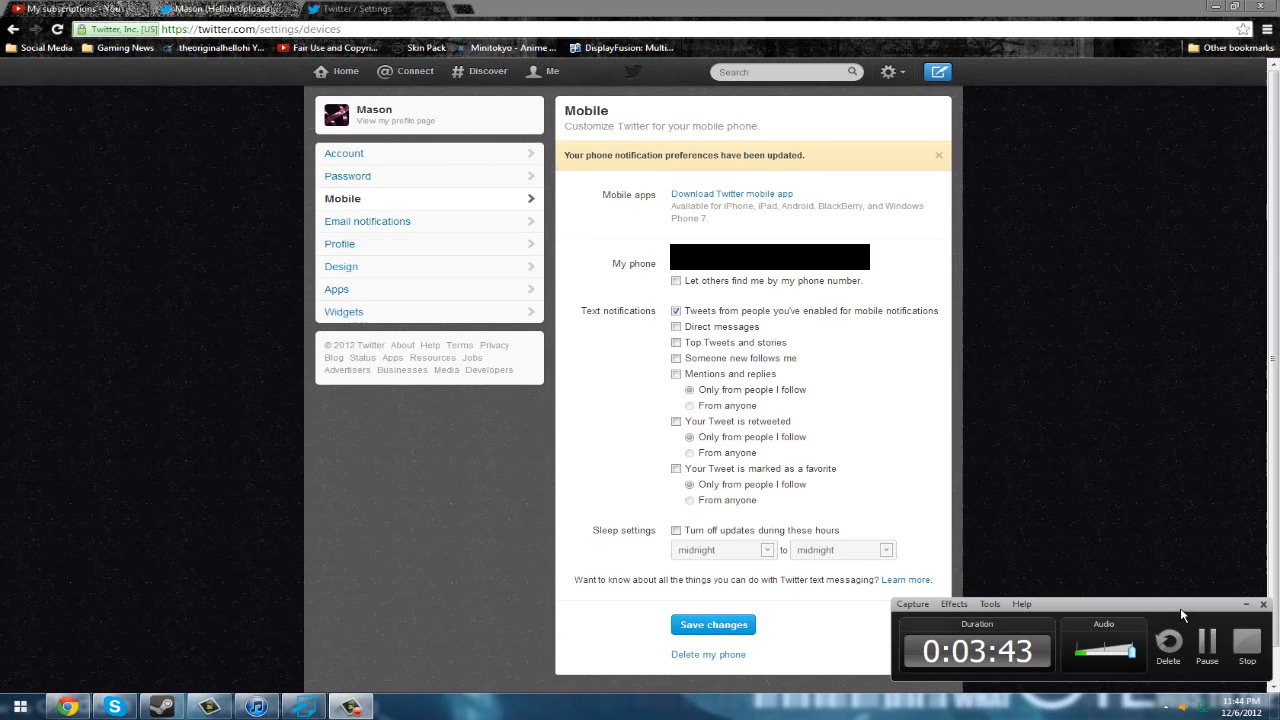 My subscriptions - You
Mason (HellohiUploads)
Twitter / Settings
Twitter, Inc. [US]
https://twitter.com/settings/devices
Social Media
Gaming News
theoriginalhellohi Y
Fair Use and Copyri
Skin Pack
Minitokyo - Anime ...
DisplayFusion: Multi...
Other bookmarks
Home
Connect
Discover
Me
Search
Mason
View my profile page
Account
Password
Mobile
Email notifications
Profile
Design
Apps
Widgets
© 2012 Twitter About Help Terms Privacy
Blog Status Apps Resources Jobs
Advertisers Businesses Media Developers
Mobile
Customize Twitter for your mobile phone.
Your phone notification preferences have been updated.
Mobile apps
Download Twitter mobile app
Available for iPhone, iPad, Android, BlackBerry, and Windows
Phone 7.
My phone
Let others find me by my phone number.
Text notifications
Tweets from people you've enabled for mobile notifications
Direct messages
Top Tweets and stories
Someone new follows me
Mentions and replies
Only from people I follow
From anyone
Your Tweet is retweeted
Only from people I follow
From anyone
Your Tweet is marked as a favorite
Only from people I follow
From anyone
Sleep settings
Turn off updates during these hours
midnight to midnight
Want to know about all the things you can do with Twitter text messaging? Learn more.
Save changes
Delete my phone
Capture Effects Tools Help
Duration
0:03:43
Audio
Delete
Pause
Stop
11:44 PM
12/6/2012